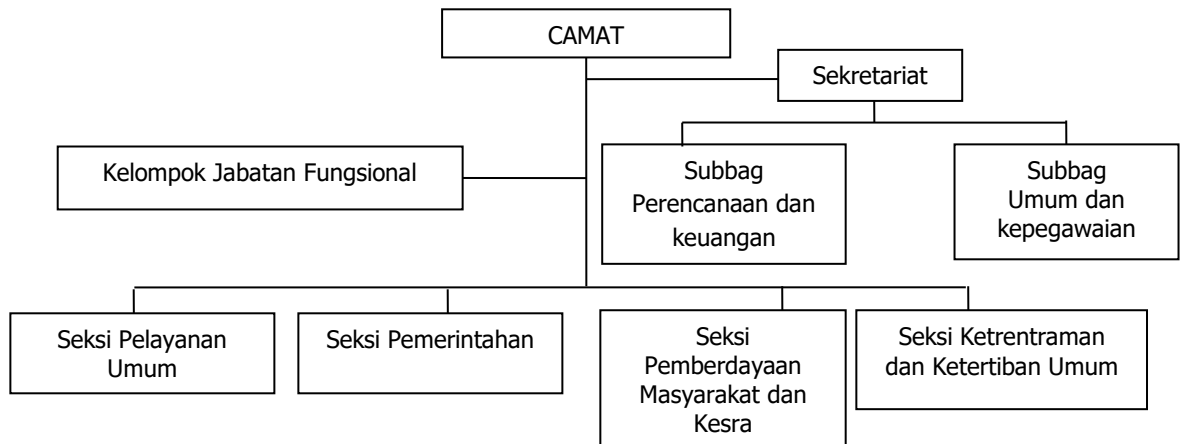 CAMAT
Sekretariat
Kelompok Jabatan Fungsional
Subbag
Perencanaan dan
keuangan
Subbag
Umum dan
kepegawaian
Seksi Pelayanan
Umum
Seksi Pemerintahan
Seksi
Pemberdayaan
Masyarakat dan
Kesra
Seksi Ketrentraman
dan Ketertiban Umum